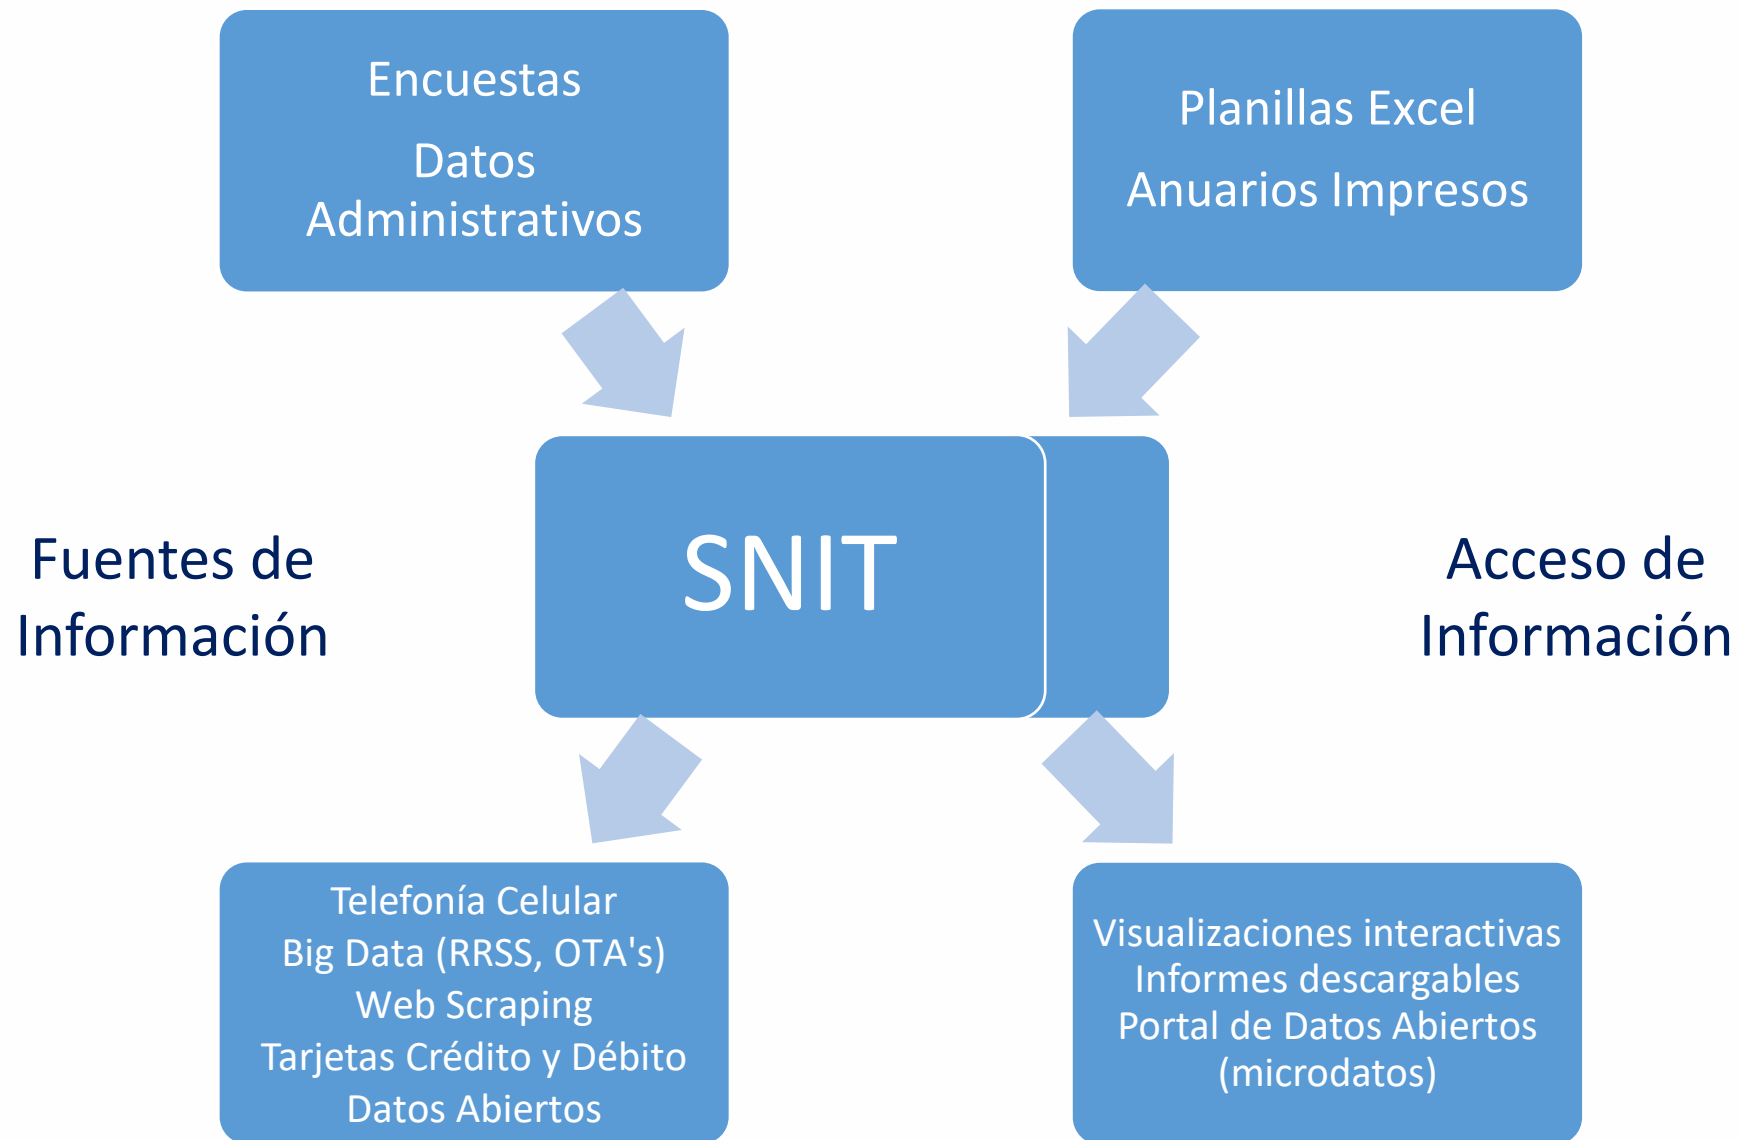 Encuestas
Datos
Administrativos
Planillas Excel
Anuarios Impresos
Fuentes de
Información
SNIT
Acceso de
Información
Telefonía Celular
Big Data (RRSS, OTA's)
Web Scraping
Tarjetas Crédito y Débito
Datos Abiertos
Visualizaciones interactivas
Informes descargables
Portal de Datos Abiertos
(microdatos)